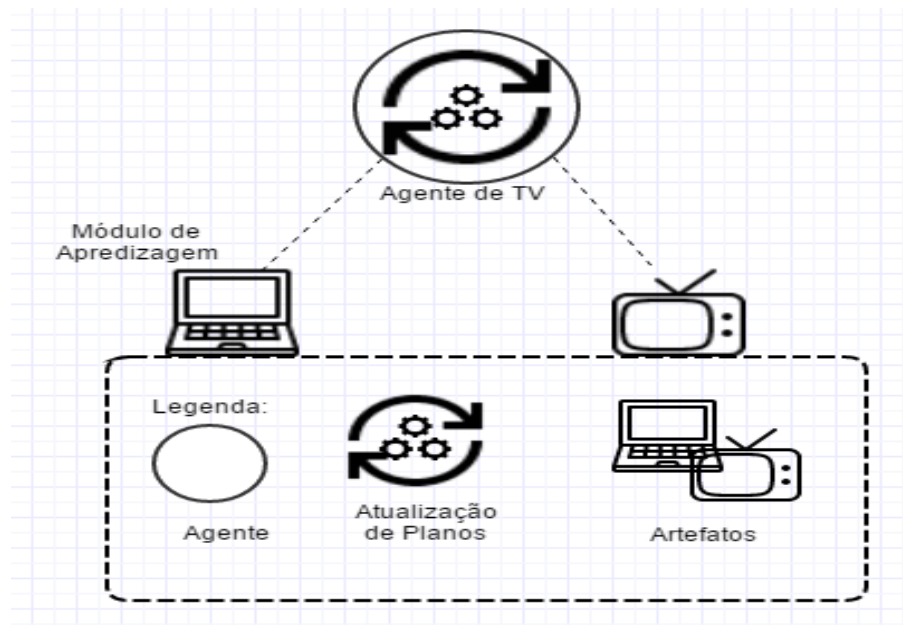 Agente de TV
Módulo de
Apredizagem
Legenda:
Agente
Atualização
de Planos
Artefatos